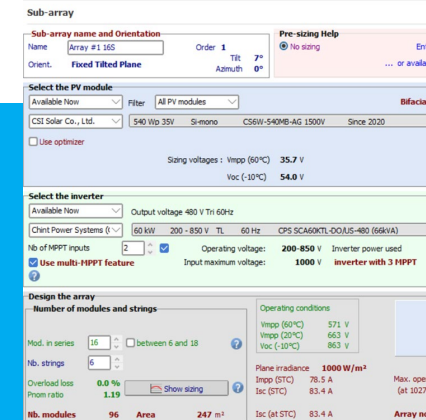 Sub-array
Sub-array name and Orientation
Name Array #1 16S Order 1
Tilt 7°
Orient. Fixed Tilted Plane Azimuth 0°
Pre-sizing Help
No sizing
... or availa
Select the PV module
Available Now Filter All PV modules Bifacia
CSI Solar Co., Ltd. 540 Wp 35V Si-mono CS6W-540MB-AG 1500V Since 2020
Use optimizer
Sizing voltages : Vmpp (60°C) 35.7 V
Voc (-10°C) 54.0 V
Select the inverter
Available Now Output voltage 480 V Tri 60Hz
Chint Power Systems ( 60 kW 200 - 850 V TL 60 Hz CPS SCA60KTL-DO/US-480 (66kVA)
Nb of MPPT inputs 2 Operating voltage: 200-850 V Inverter power used
Use multi-MPPT feature Input maximum voltage: 1000 V inverter with 3 MPPT
Design the array
Number of modules and strings
Mod. in series 16 between 6 and 18
Nb. strings 6
Overload loss 0.0 %
Pnom ratio 1.19
Show sizing
Nb. modules 96 Area 247 m²
Operating conditions
Vmpp (60°C) 571 V
Vmpp (20°C) 663 V
Voc (-10°C) 863 V
Plane irradiance 1000 W/m²
Impp (STC) 78.5 A Max. ope
Isc (STC) 83.4 A (at 1027
Isc (at STC) 83.4 A Array no